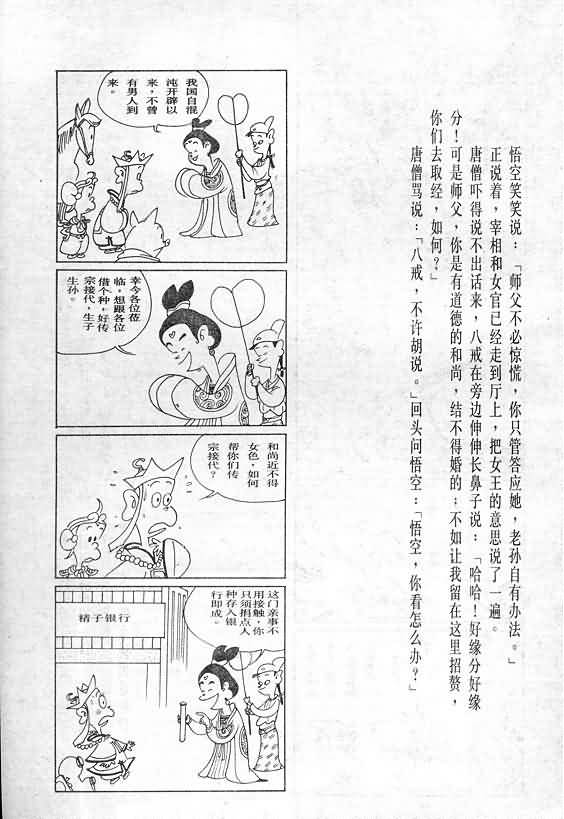 悟空笑笑说：「师父不必惊慌，你只管答应她，老孙自有办法。」
正说着，宰相和女官已经走到厅上，把女王的意思说了一遍。
唐僧吓得说不出话来，八戒在旁边伸伸长鼻子说：「哈哈！好缘分好缘
分！可是师父，你是有道德的和尚，结不得婚的；不如让我留在这里招赘，
你们去取经，如何？」
唐僧骂说：「八戒，不许胡说。」回头问悟空：「悟空，你看怎么办？」
我国自混
沌开辟以
来，不曾
有男人到
来。
幸今各位莅
临，想跟各位
借个种，好传
宗接代，生子
生孙。
和尚近不得
女色，如何
帮你们传
宗接代？
这门亲事不
用接触，你
只须捐点人
种存入银
行即成。
精子银行